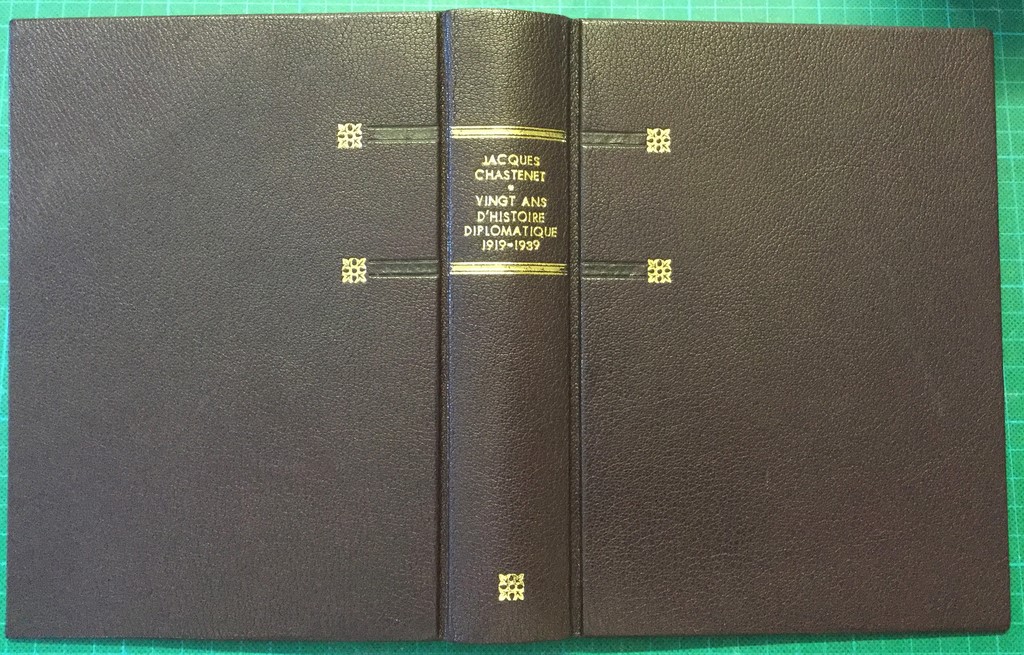 JACQUES
CHASTENET
VINGT ANS
D'HISTOIRE
DIPLOMATIQUE
1919-1939